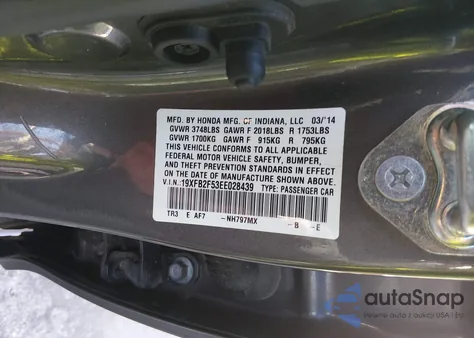 MFD. BY HONDA MFG. OF INDIANA, LLC 03/14
GVWR 3748LBS GAWR F 2018LBS R 1753LBS
GVWR 1700KG GAWR F 915KG R 795KG
THIS VEHICLE CONFORMS TO ALL APPLICABLE
FEDERAL MOTOR VEHICLE SAFETY, BUMPER,
AND THEFT PREVENTION STANDARDS IN EFFECT
ON THE DATE OF MANUFACTURE SHOWN ABOVE.
V.I.N.: 19XFB2F53EE028439 TYPE: PASSENGER CAR
TR3 E AF7 -NH797MX -B -E
autoSnap